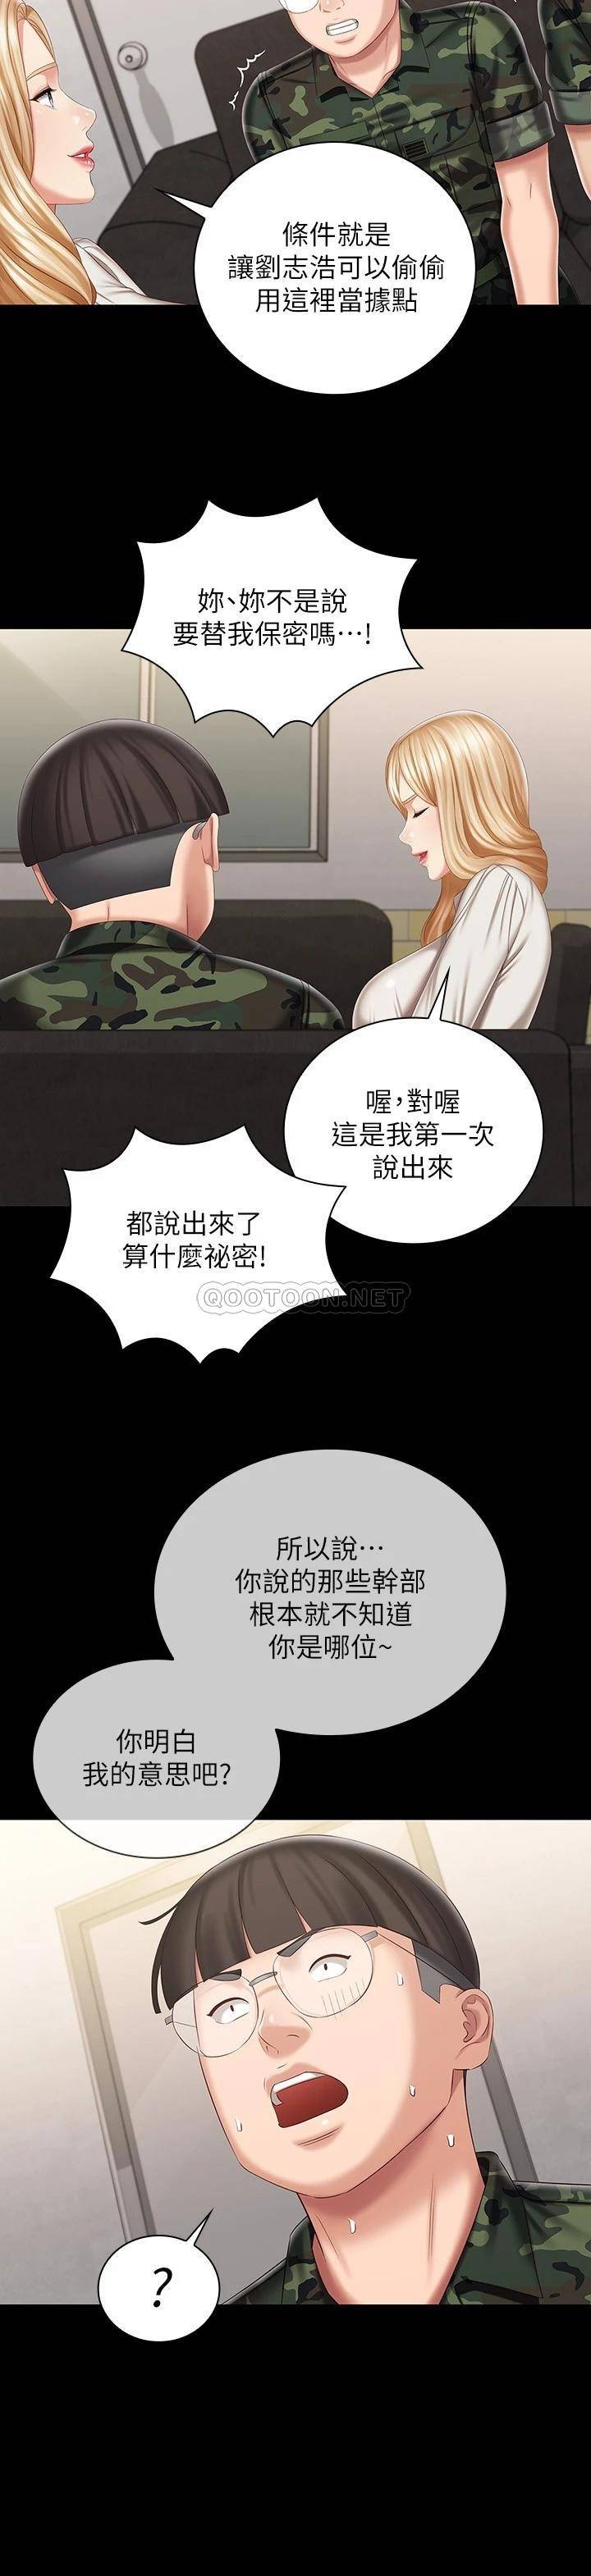 條件就是
讓劉志浩可以偷偷
用這裡當據點
妳、妳不是說
要替我保密嗎…!
喔，對喔
這是我第一次
說出來
都說出來了
算什麼祕密!
QOOTOON.NET
所以說…
你說的那些幹部
根本就不知道
你是哪位~
你明白
我的意思吧?
?